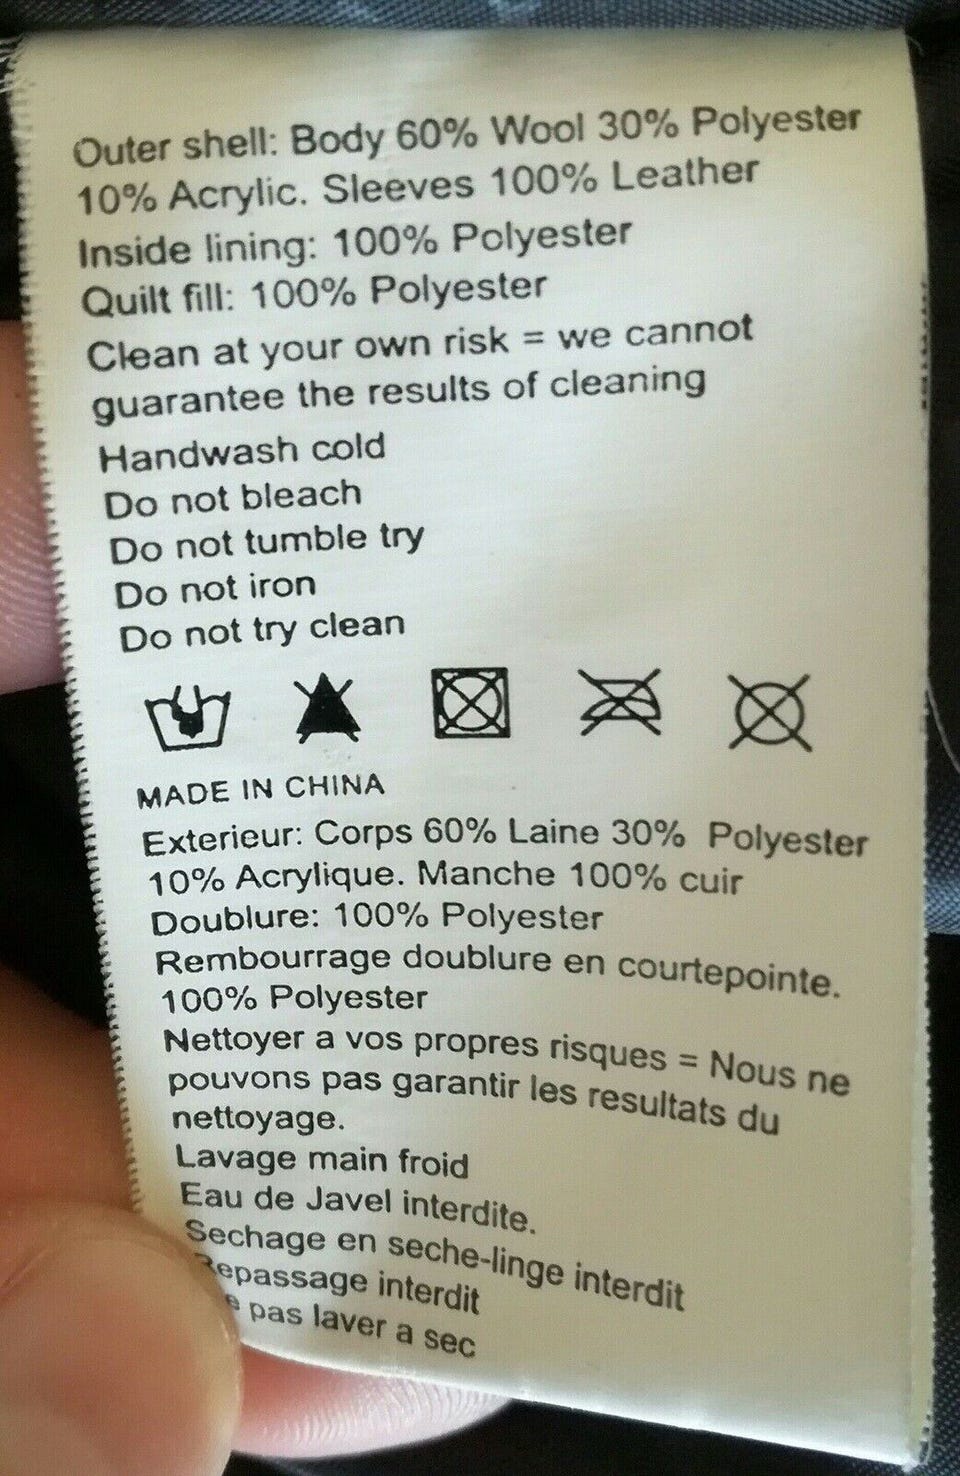 Outer shell: Body 60% Wool 30% Polyester
10% Acrylic. Sleeves 100% Leather
Inside lining: 100% Polyester
Quilt fill: 100% Polyester
Clean at your own risk = we cannot
guarantee the results of cleaning
Handwash cold
Do not bleach
Do not tumble try
Do not iron
Do not try clean
MADE IN CHINA
Exterieur: Corps 60% Laine 30% Polyester
10% Acrylique. Manche 100% cuir
Doublure: 100% Polyester
Rembourrage doublure en courtepointe.
100% Polyester
Nettoyer a vos propres risques = Nous ne
pouvons pas garantir les resultats du
nettoyage.
Lavage main froid
Eau de Javel interdite.
Sechage en seche-linge interdit
Repassage interdit
pas laver a sec